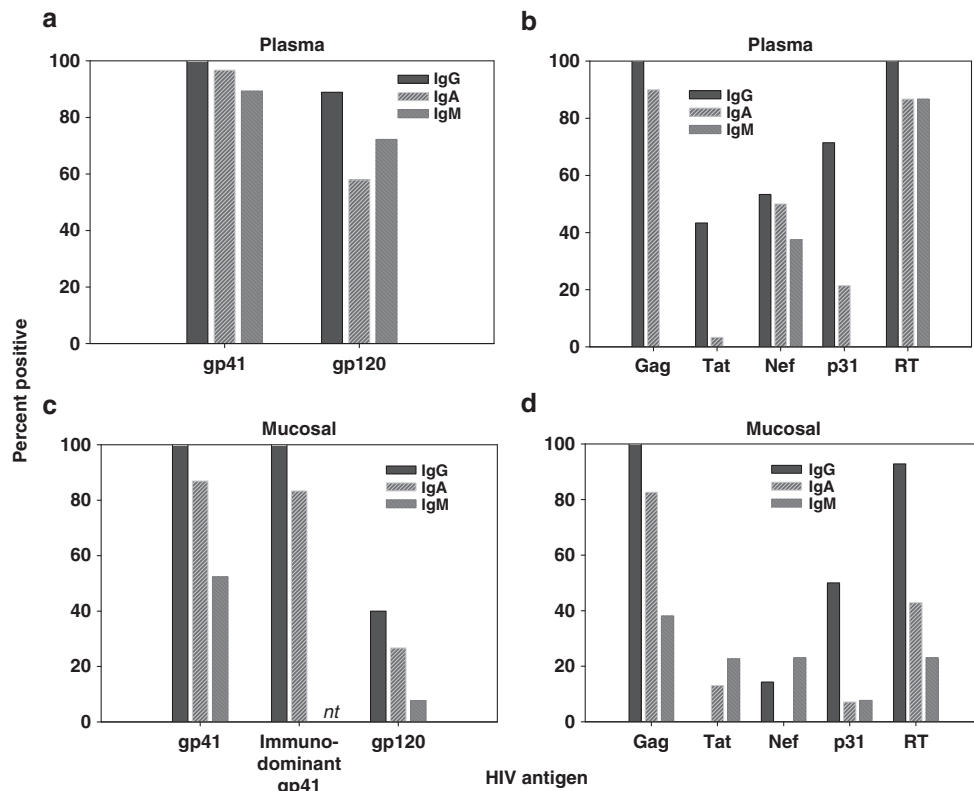 a
Plasma
100
80
60
40
20
0
IgG
IgA
IgM
gp41
gp120
b
Plasma
100
80
60
40
20
0
IgG
IgA
IgM
Gag
Tat
Nef
p31
RT
Percent positive
c
Mucosal
100
80
60
40
20
0
IgG
IgA
IgM
nt
gp41
Immuno-
dominant
gp41
gp120
d
Mucosal
100
80
60
40
20
0
IgG
IgA
IgM
Gag
Tat
Nef
p31
RT
HIV antigen